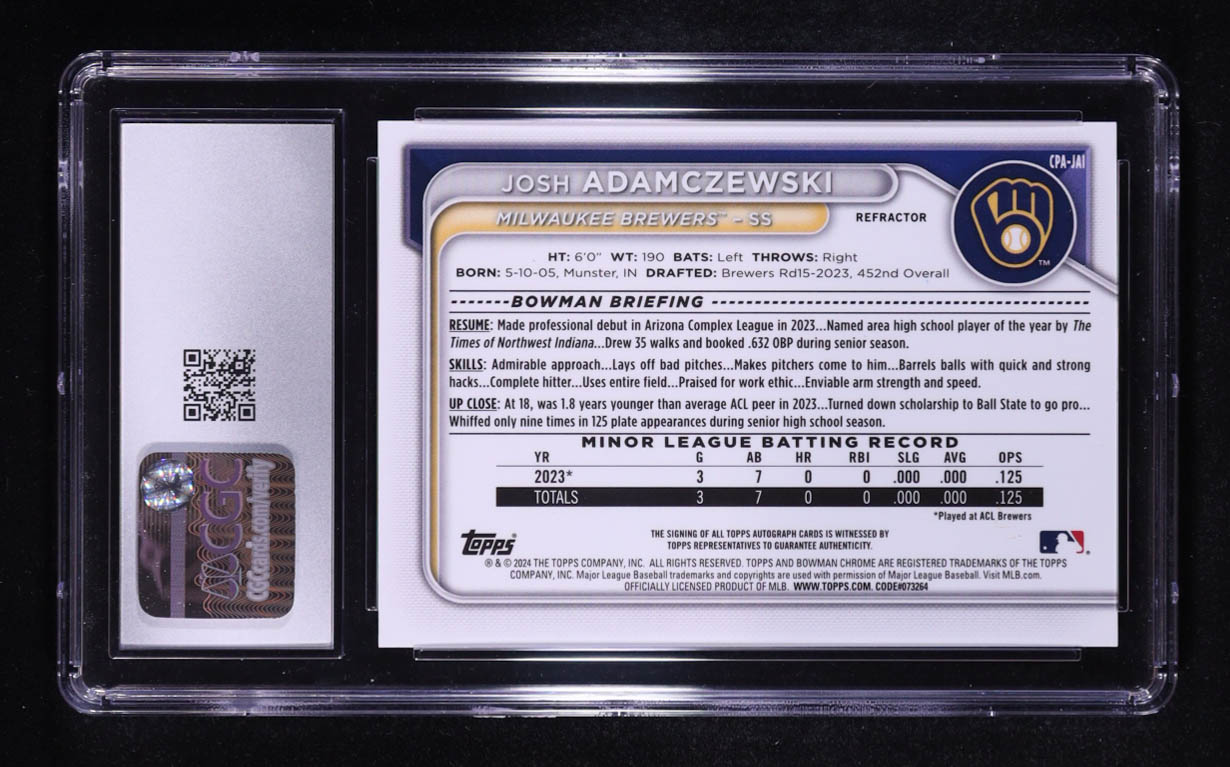 CPA-JAI
JOSH ADAMCZEWSKI
MILWAUKEE BREWERS™ – SS
REFRACTOR
TM
HT: 6'0" WT: 190 BATS: Left THROWS: Right
BORN: 5-10-05, Munster, IN DRAFTED: Brewers Rd15-2023, 452nd Overall
BOWMAN BRIEFING
RESUME: Made professional debut in Arizona Complex League in 2023...Named area high school player of the year by The
Times of Northwest Indiana...Drew 35 walks and booked .632 OBP during senior season.
SKILLS: Admirable approach...Lays off bad pitches...Makes pitchers come to him...Barrels balls with quick and strong
hacks...Complete hitter...Uses entire field...Praised for work ethic...Enviable arm strength and speed.
UP CLOSE: At 18, was 1.8 years younger than average ACL peer in 2023...Turned down scholarship to Ball State to go pro...
Whiffed only nine times in 125 plate appearances during senior high school season.
MINOR LEAGUE BATTING RECORD
YR G AB HR RBI SLG AVG OPS
2023* 3 7 0 0 .000 .000 .125
TOTALS 3 7 0 0 .000 .000 .125
*Played at ACL Brewers
Topps®
THE SIGNING OF ALL TOPPS AUTOGRAPH CARDS IS WITNESSED BY
TOPPS REPRESENTATIVES TO GUARANTEE AUTHENTICITY.
® & © 2024 THE TOPPS COMPANY, INC. ALL RIGHTS RESERVED. TOPPS AND BOWMAN CHROME ARE REGISTERED TRADEMARKS OF THE TOPPS
COMPANY, INC. Major League Baseball trademarks and copyrights are used with permission of Major League Baseball. Visit MLB.com.
OFFICIALLY LICENSED PRODUCT OF MLB. WWW.TOPPS.COM. CODE#073264
CGC
CGCcards.com/verify